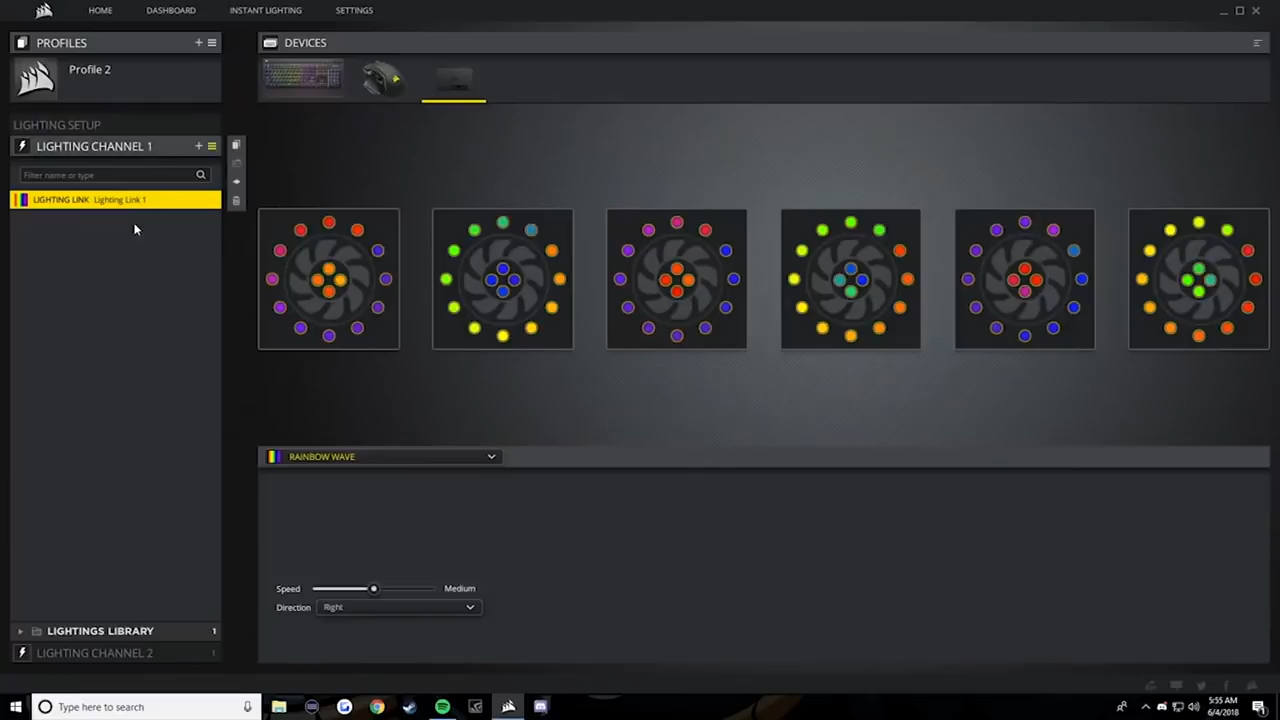 HOME
DASHBOARD
INSTANT LIGHTING
SETTINGS
PROFILES
DEVICES
Profile 2
LIGHTING SETUP
LIGHTING CHANNEL 1
Filter name or type
LIGHTING LINK Lighting Link 1
RAINBOW WAVE
Speed
Medium
Direction
Right
LIGHTINGS LIBRARY
1
LIGHTING CHANNEL 2
1
Type here to search
5:55 AM
6/4/2018
1